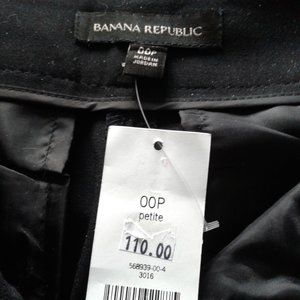 BANANA REPUBLIC
00P
MADE IN
JORDAN
00P
petite
110.00
568939-00-4
3016